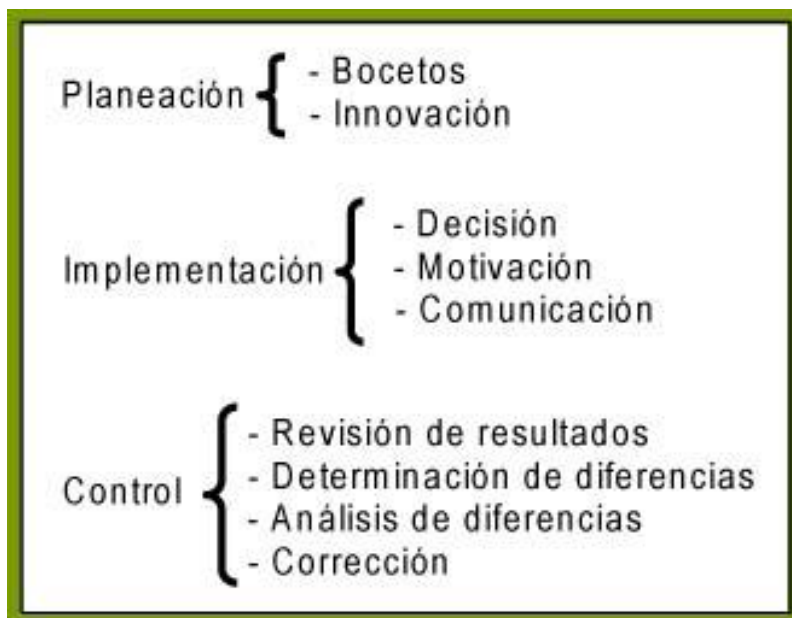 Planeación
- Bocetos
- Innovación
Implementación
- Decisión
- Motivación
- Comunicación
Control
- Revisión de resultados
- Determinación de diferencias
- Análisis de diferencias
- Corrección